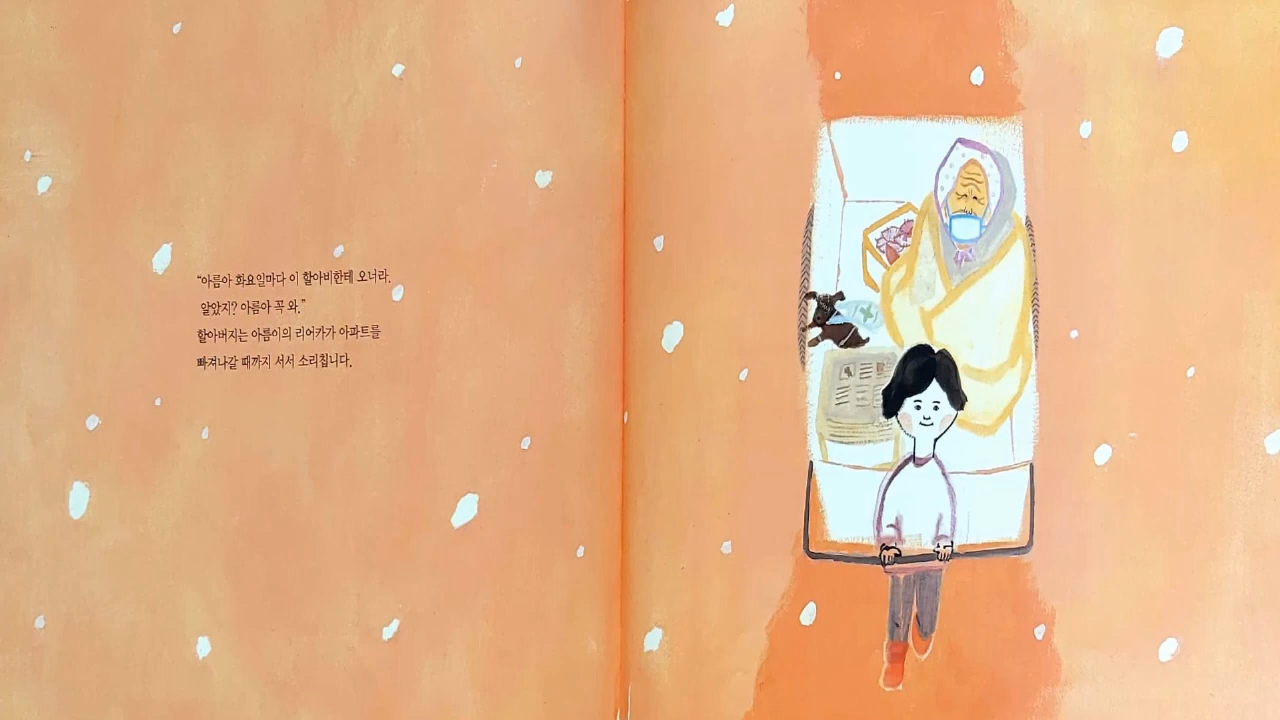 “아름아 화요일마다 이 할아비한테 오너라.
알았지? 아름아 꼭 와.”
할아버지는 아름이의 리어카가 아파트를
빠져나갈 때까지 서서 소리칩니다.